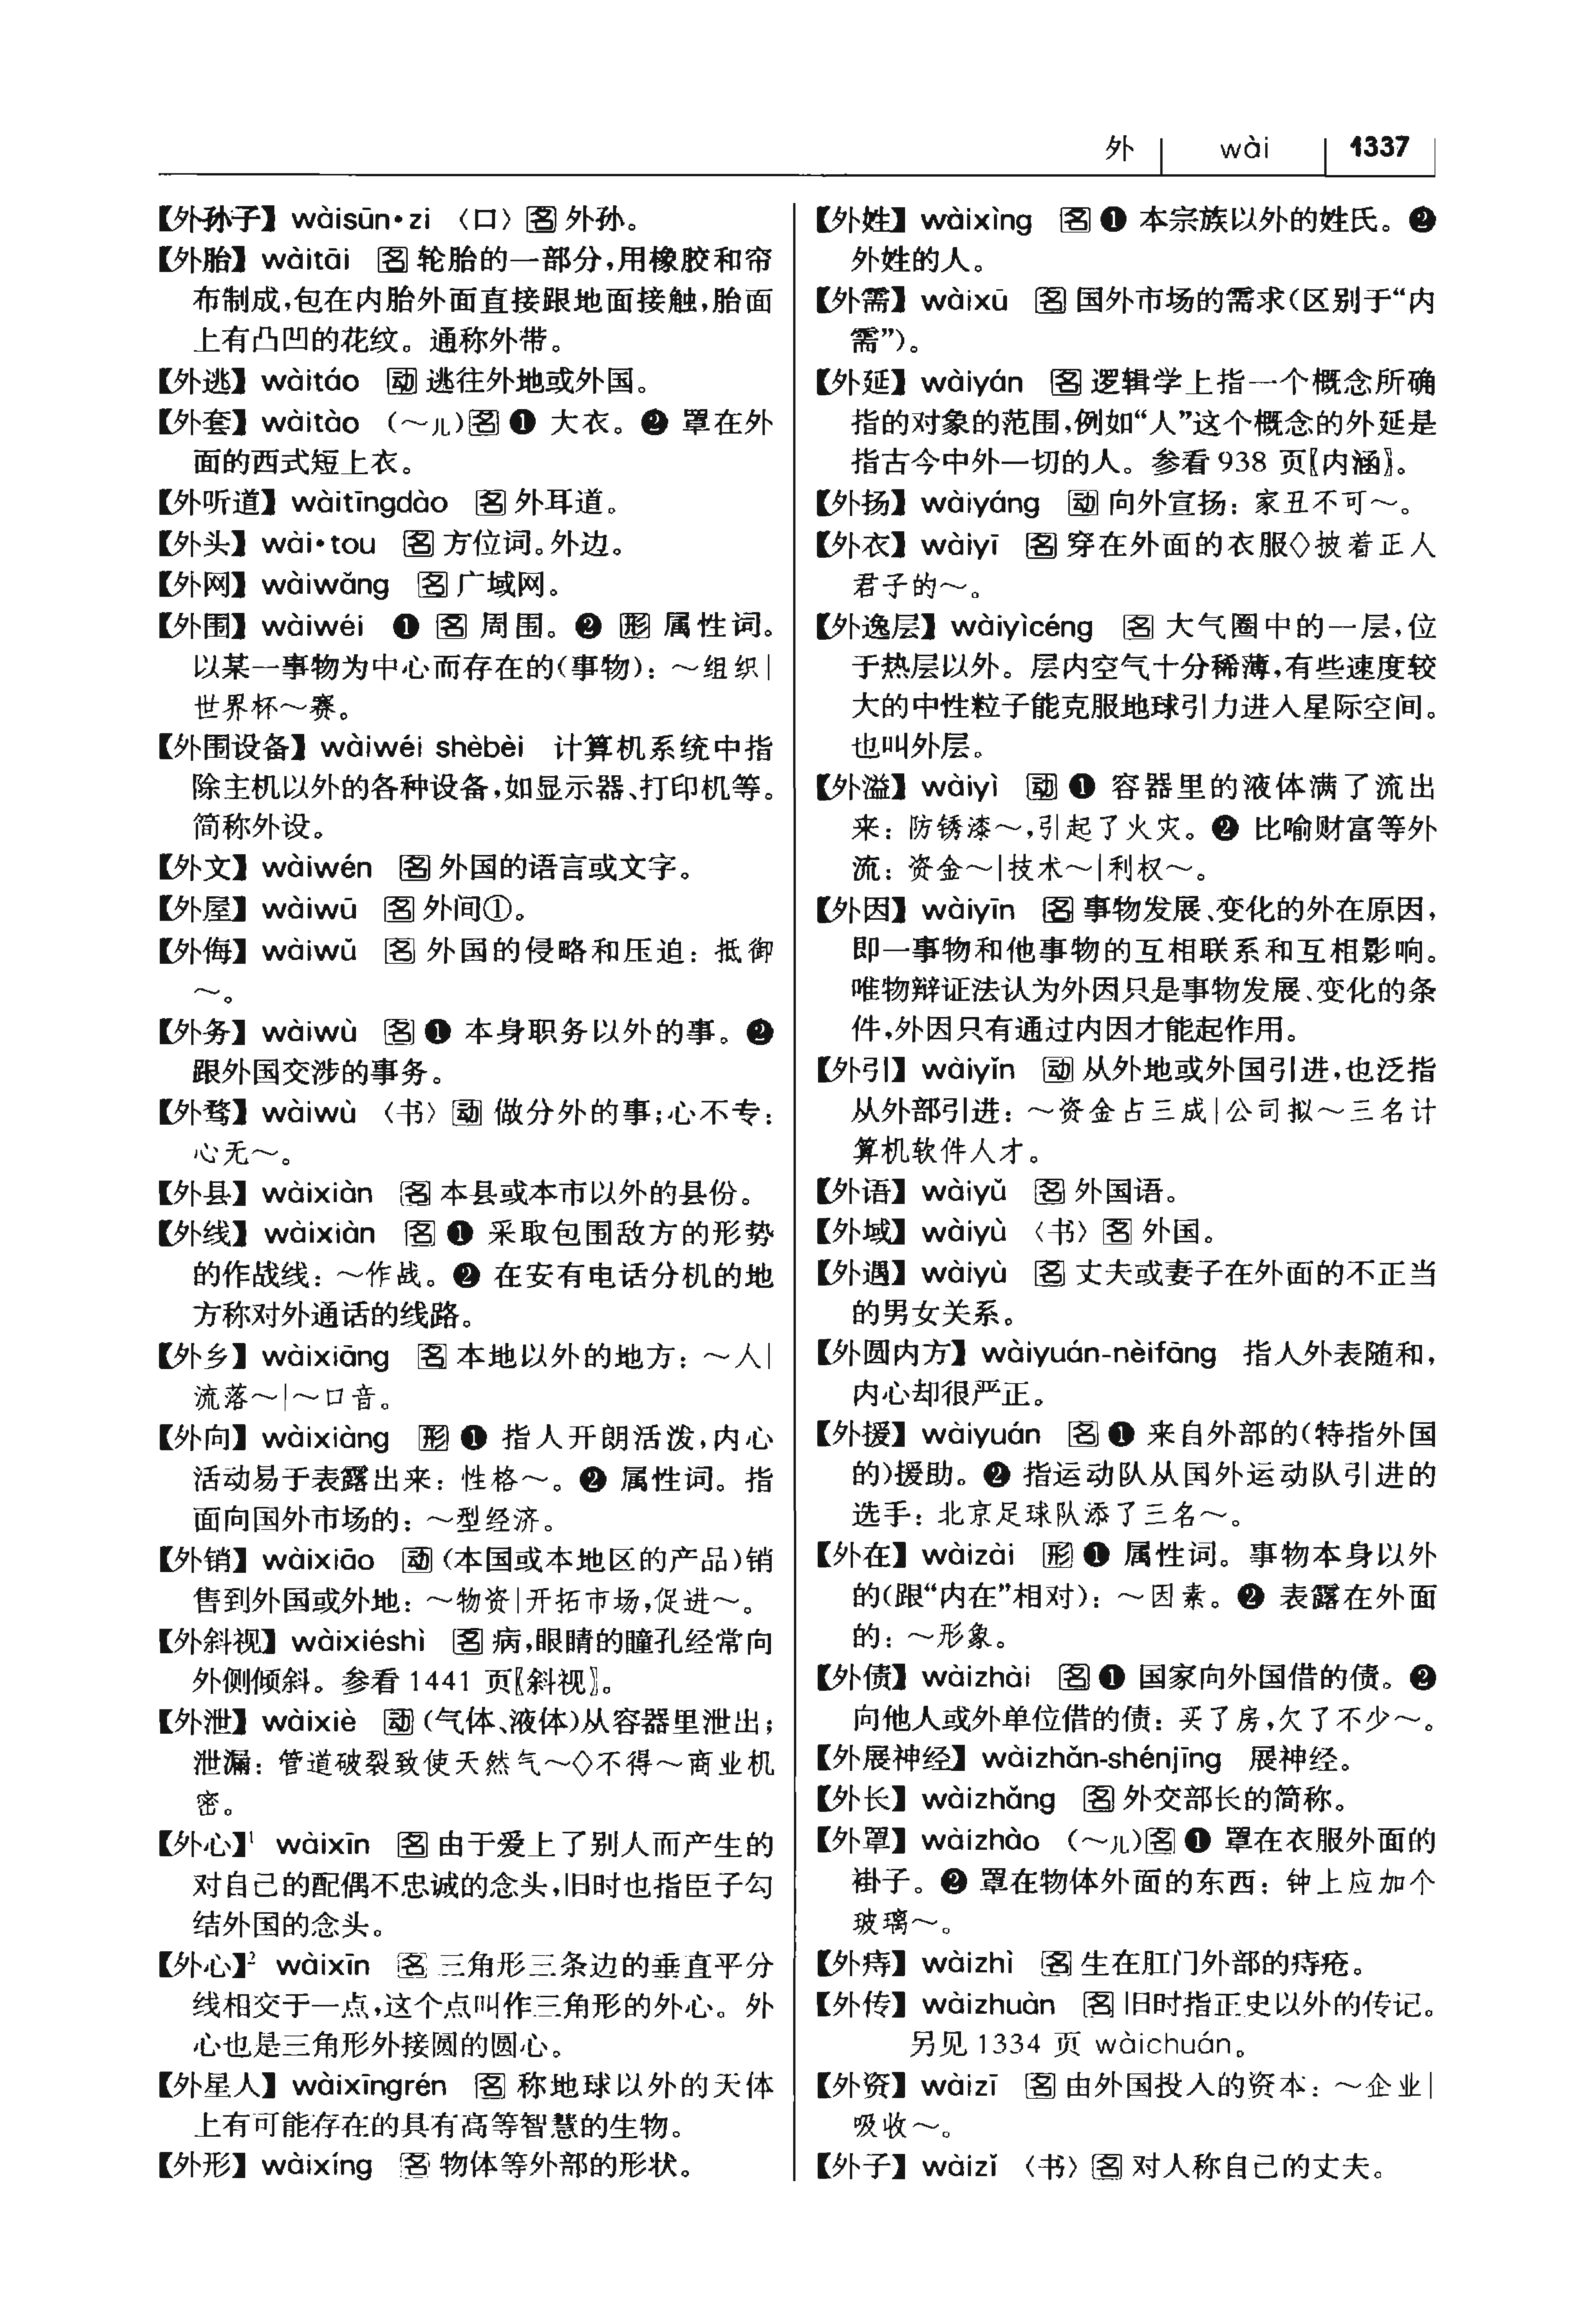 外 wài 1337
【外孙子】 wàisūn•zi 〈口〉 名 外孙。
【外胎】 wàitāi 名 轮胎的一部分,用橡胶和帘
布制成,包在内胎外面直接跟地面接触,胎面
上有凸凹的花纹。通称外带。
【外逃】 wàitáo 动 逃往外地或外国。
【外套】 wàitào (～儿)名 ❶ 大衣。❷ 罩在外
面的西式短上衣。
【外听道】 wàitīngdào 名 外耳道。
【外头】 wài•tou 名 方位词。外边。
【外网】 wàiwǎng 名 广域网。
【外围】 wàiwéi ❶ 名 周围。❷ 形 属性词。
以某一事物为中心而存在的(事物): ～组织|
世界杯～赛。
【外围设备】 wàiwéi shèbèi 计算机系统中指
除主机以外的各种设备,如显示器、打印机等。
简称外设。
【外文】 wàiwén 名 外国的语言或文字。
【外屋】 wàiwū 名 外间①。
【外侮】 wàiwǔ 名 外国的侵略和压迫: 抵御
～。
【外务】 wàiwù 名 ❶ 本身职务以外的事。❷
跟外国交涉的事务。
【外骛】 wàiwù 〈书〉 动 做分外的事;心不专:
心无～。
【外县】 wàixiàn 名 本县或本市以外的县份。
【外线】 wàixiàn 名 ❶ 采取包围敌方的形势
的作战线: ～作战。❷ 在安有电话分机的地
方称对外通话的线路。
【外乡】 wàixiāng 名 本地以外的地方: ～人|
流落～|～口音。
【外向】 wàixiàng 形 ❶ 指人开朗活泼,内心
活动易于表露出来: 性格～。❷ 属性词。指
面向国外市场的: ～型经济。
【外销】 wàixiāo 动 (本国或本地区的产品)销
售到外国或外地: ～物资|开拓市场,促进～。
【外斜视】 wàixiéshì 名 病,眼睛的瞳孔经常向
外侧倾斜。参看 1441 页〖斜视〗。
【外泄】 wàixiè 动 (气体、液体)从容器里泄出;
泄漏: 管道破裂致使天然气～◇不得～商业机
密。
【外心】¹ wàixīn 名 由于爱上了别人而产生的
对自己的配偶不忠诚的念头,旧时也指臣子勾
结外国的念头。
【外心】² wàixīn 名 三角形三条边的垂直平分
线相交于一点,这个点叫作三角形的外心。外
心也是三角形外接圆的圆心。
【外星人】 wàixīngrén 名 称地球以外的天体
上有可能存在的具有高等智慧的生物。
【外形】 wàixíng 名 物体等外部的形状。
【外姓】 wàixìng 名 ❶ 本宗族以外的姓氏。❷
外姓的人。
【外需】 wàixū 名 国外市场的需求(区别于“内
需”)。
【外延】 wàiyán 名 逻辑学上指一个概念所确
指的对象的范围,例如“人”这个概念的外延是
指古今中外一切的人。参看 938 页〖内涵〗。
【外扬】 wàiyáng 动 向外宣扬: 家丑不可～。
【外衣】 wàiyī 名 穿在外面的衣服◇披着正人
君子的～。
【外逸层】 wàiyìcéng 名 大气圈中的一层,位
于热层以外。层内空气十分稀薄,有些速度较
大的中性粒子能克服地球引力进入星际空间。
也叫外层。
【外溢】 wàiyì 动 ❶ 容器里的液体满了流出
来: 防锈漆～,引起了火灾。❷ 比喻财富等外
流: 资金～|技术～|利权～。
【外因】 wàiyīn 名 事物发展、变化的外在原因,
即一事物和他事物的互相联系和互相影响。
唯物辩证法认为外因只是事物发展、变化的条
件,外因只有通过内因才能起作用。
【外引】 wàiyǐn 动 从外地或外国引进,也泛指
从外部引进: ～资金占三成|公司拟～三名计
算机软件人才。
【外语】 wàiyǔ 名 外国语。
【外域】 wàiyù 〈书〉 名 外国。
【外遇】 wàiyù 名 丈夫或妻子在外面的不正当
的男女关系。
【外圆内方】 wàiyuán-nèifāng 指人外表随和,
内心却很严正。
【外援】 wàiyuán 名 ❶ 来自外部的(特指外国
的)援助。❷ 指运动队从国外运动队引进的
选手: 北京足球队添了三名～。
【外在】 wàizài 形 ❶ 属性词。事物本身以外
的(跟“内在”相对): ～因素。❷ 表露在外面
的: ～形象。
【外债】 wàizhài 名 ❶ 国家向外国借的债。❷
向他人或外单位借的债: 买了房,欠了不少～。
【外展神经】 wàizhǎn-shénjīng 展神经。
【外长】 wàizhǎng 名 外交部长的简称。
【外罩】 wàizhào (～儿)名 ❶ 罩在衣服外面的
褂子。❷ 罩在物体外面的东西: 钟上应加个
玻璃～。
【外痔】 wàizhì 名 生在肛门外部的痔疮。
【外传】 wàizhuàn 名 旧时指正史以外的传记。
另见 1334 页 wàichuán。
【外资】 wàizī 名 由外国投入的资本: ～企业|
吸收～。
【外子】 wàizǐ 〈书〉 名 对人称自己的丈夫。